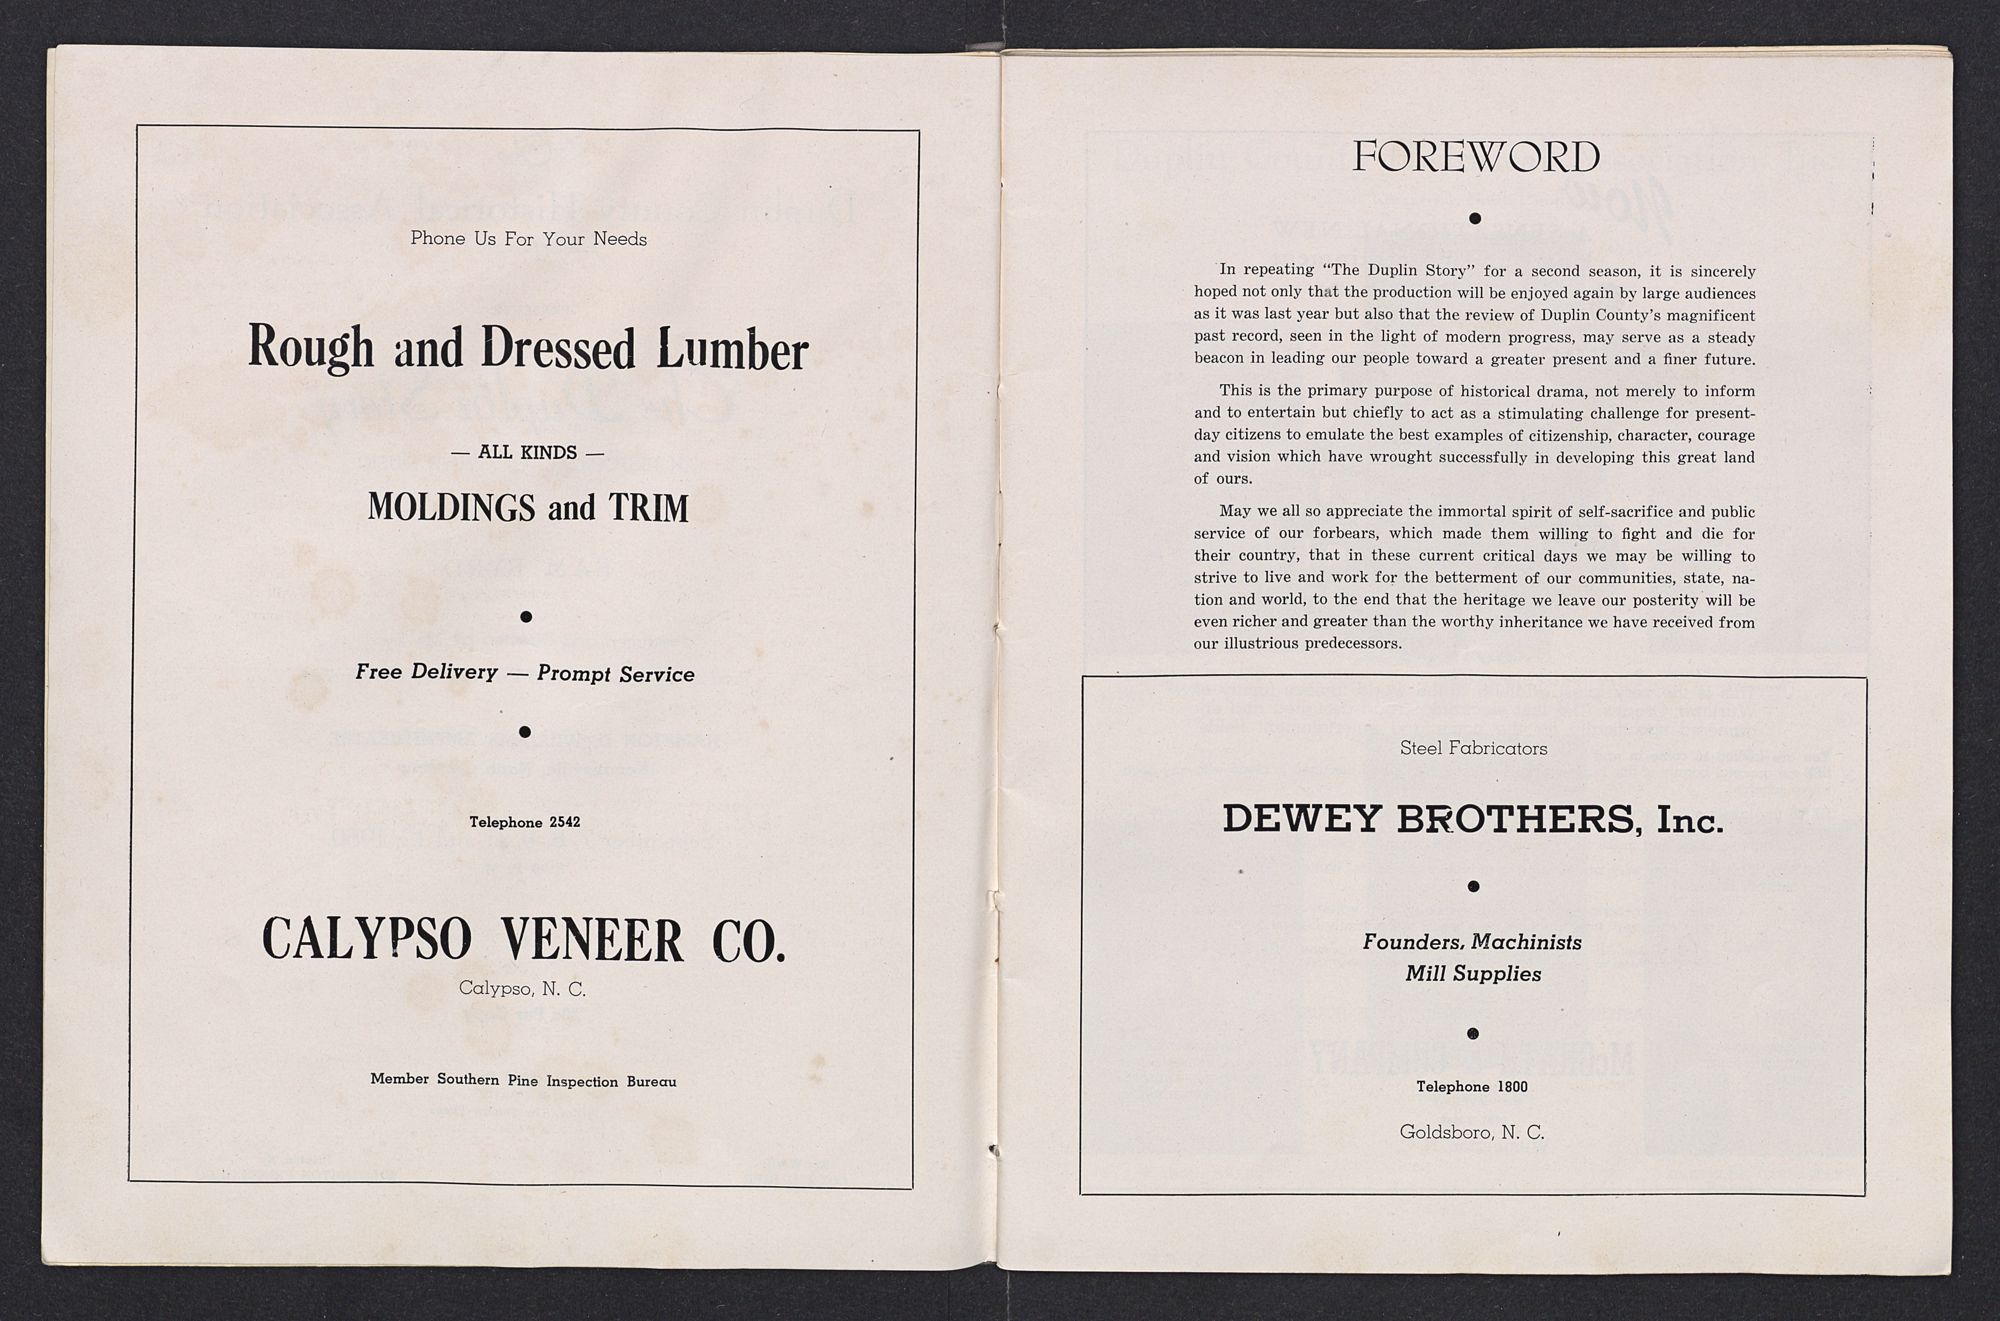 Phone Us For Your Needs
Rough and Dressed Lumber
— ALL KINDS —
MOLDINGS and TRIM
Free Delivery — Prompt Service
Telephone 2542
CALYPSO VENEER CO.
Calypso, N. C.
Member Southern Pine Inspection Bureau
FOREWORD
In repeating “The Duplin Story” for a second season, it is sincerely
hoped not only that the production will be enjoyed again by large audiences
as it was last year but also that the review of Duplin County’s magnificent
past record, seen in the light of modern progress, may serve as a steady
beacon in leading our people toward a greater present and a finer future.
This is the primary purpose of historical drama, not merely to inform
and to entertain but chiefly to act as a stimulating challenge for present-
day citizens to emulate the best examples of citizenship, character, courage
and vision which have wrought successfully in developing this great land
of ours.
May we all so appreciate the immortal spirit of self-sacrifice and public
service of our forbears, which made them willing to fight and die for
their country, that in these current critical days we may be willing to
strive to live and work for the betterment of our communities, state, na-
tion and world, to the end that the heritage we leave our posterity will be
even richer and greater than the worthy inheritance we have received from
our illustrious predecessors.
Steel Fabricators
DEWEY BROTHERS, Inc.
Founders, Machinists
Mill Supplies
Telephone 1800
Goldsboro, N. C.